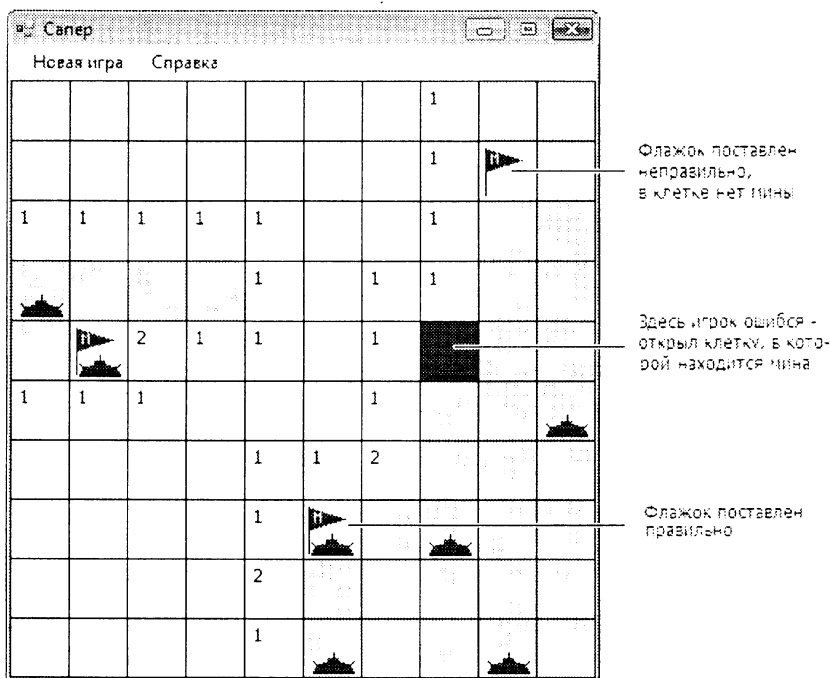 Сапер
Новая игра Справка
1
1
Флажок поставлен
неправильно,
в клетке нет мины
1 1 1 1 1 1
1 1 1
Здесь игрок ошибся -
открыл клетку, в кото-
рой находится мина
2 1 1 1
1 1 1 1
1 1 2
1
Флажок поставлен
правильно
2
1